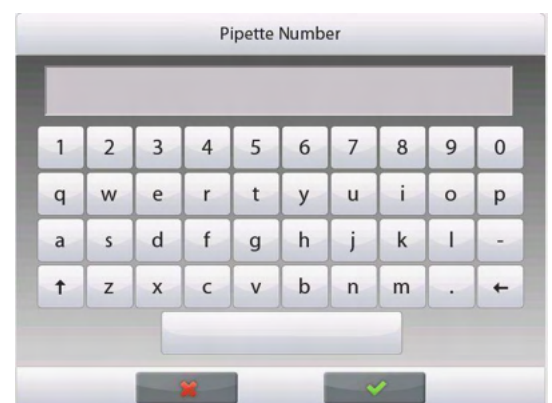 Pipette Number
1 2 3 4 5 6 7 8 9 0
q w e r t y u i o p
a s d f g h j k l -
↑ z x c v b n m . ←